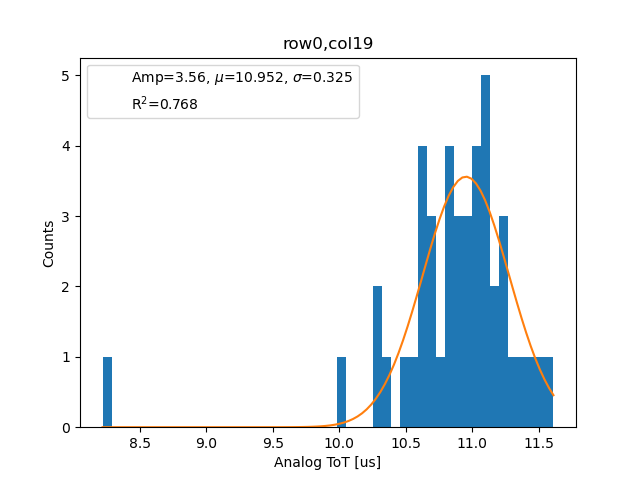 row0,col19
Amp=3.56, μ=10.952, σ=0.325
R²=0.768
Counts
5
4
3
2
1
0
8.5 9.0 9.5 10.0 10.5 11.0 11.5
Analog ToT [us]